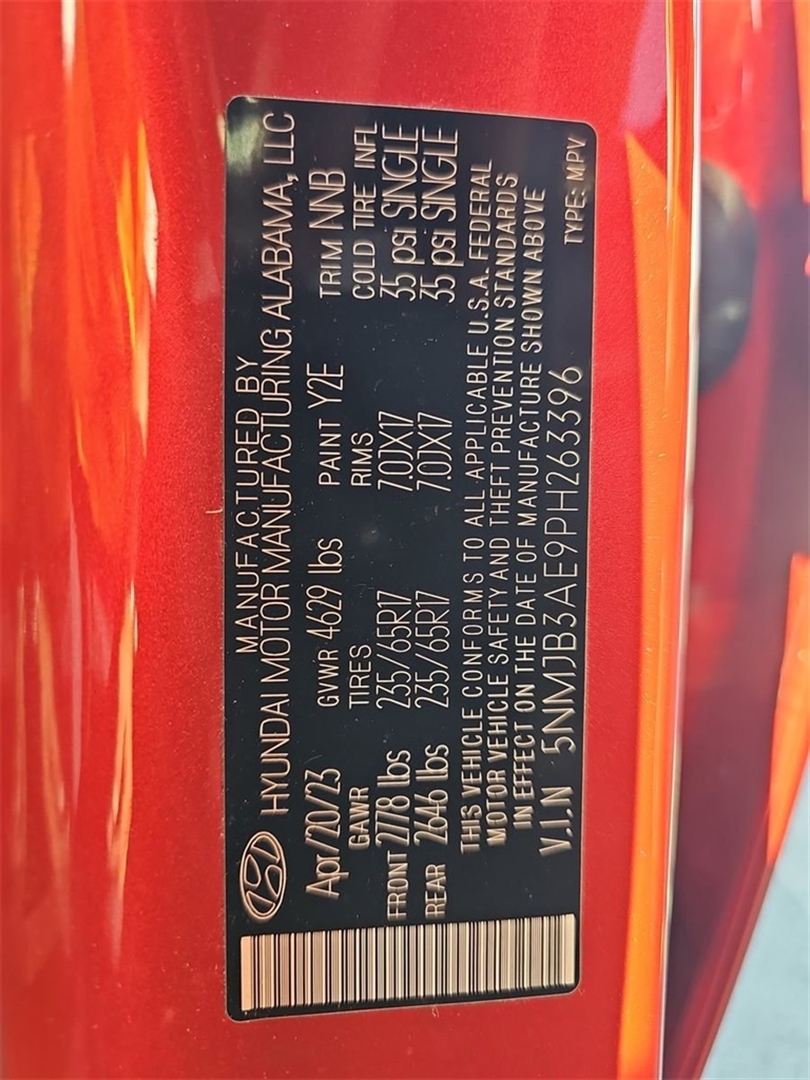 MANUFACTURED BY
HYUNDAI MOTOR MANUFACTURING ALABAMA, LLC
Apr/20/23 GVWR 4629 lbs PAINT Y2E TRIM NNB
GAWR TIRES RIMS COLD TIRE INFL
FRONT 2778 lbs 235/65R17 7.0JX17 35 psi SINGLE
REAR 2646 lbs 235/65R17 7.0JX17 35 psi SINGLE
THIS VEHICLE CONFORMS TO ALL APPLICABLE U.S.A. FEDERAL
MOTOR VEHICLE SAFETY AND THEFT PREVENTION STANDARDS
IN EFFECT ON THE DATE OF MANUFACTURE SHOWN ABOVE
V.I.N 5NMJB3AE9PH263396 TYPE: MPV